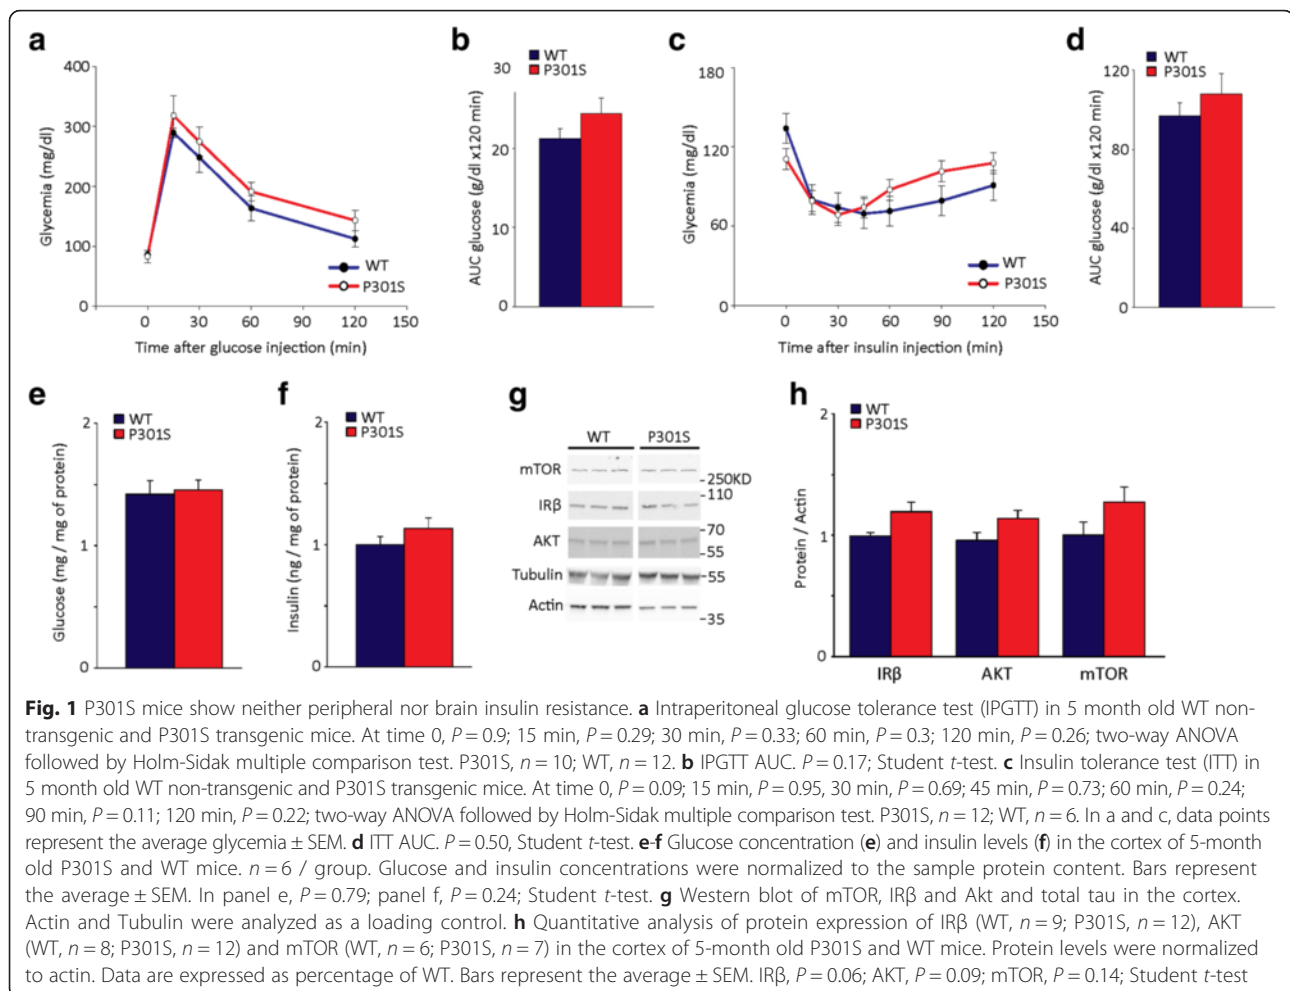 a
b
c
d
WT
P301S
WT
P301S
400
300
200
100
0
Glycemia (mg/dl)
WT
P301S
0
30
60
90
120
150
Time after glucose injection (min)
30
20
10
0
AUC glucose (g/dl x120 min)
180
120
60
0
Glycemia (mg/dl)
WT
P301S
0
30
60
90
120
150
Time after insulin injection (min)
120
80
40
0
AUC glucose (g/dl x120 min)
e
f
g
h
WT
P301S
2
1
0
Glucose (mg / mg of protein)
WT
P301S
2
1
0
Insulin (ng / mg of protein)
WT
P301S
mTOR
IRβ
AKT
Tubulin
Actin
-250KD
-110
-70
-55
-55
-35
WT
P301S
2
1
0
Protein / Actin
IRβ
AKT
mTOR
Fig. 1 P301S mice show neither peripheral nor brain insulin resistance. a Intraperitoneal glucose tolerance test (IPGTT) in 5 month old WT non-
transgenic and P301S transgenic mice. At time 0, P = 0.9; 15 min, P = 0.29; 30 min, P = 0.33; 60 min, P = 0.3; 120 min, P = 0.26; two-way ANOVA
followed by Holm-Sidak multiple comparison test. P301S, n = 10; WT, n = 12. b IPGTT AUC. P = 0.17; Student t-test. c Insulin tolerance test (ITT) in
5 month old WT non-transgenic and P301S transgenic mice. At time 0, P = 0.09; 15 min, P = 0.95, 30 min, P = 0.69; 45 min, P = 0.73; 60 min, P = 0.24;
90 min, P = 0.11; 120 min, P = 0.22; two-way ANOVA followed by Holm-Sidak multiple comparison test. P301S, n = 12; WT, n = 6. In a and c, data points
represent the average glycemia ± SEM. d ITT AUC. P = 0.50, Student t-test. e-f Glucose concentration (e) and insulin levels (f) in the cortex of 5-month
old P301S and WT mice. n = 6 / group. Glucose and insulin concentrations were normalized to the sample protein content. Bars represent
the average ± SEM. In panel e, P = 0.79; panel f, P = 0.24; Student t-test. g Western blot of mTOR, IRβ and Akt and total tau in the cortex.
Actin and Tubulin were analyzed as a loading control. h Quantitative analysis of protein expression of IRβ (WT, n = 9; P301S, n = 12), AKT
(WT, n = 8; P301S, n = 12) and mTOR (WT, n = 6; P301S, n = 7) in the cortex of 5-month old P301S and WT mice. Protein levels were normalized
to actin. Data are expressed as percentage of WT. Bars represent the average ± SEM. IRβ, P = 0.06; AKT, P = 0.09; mTOR, P = 0.14; Student t-test